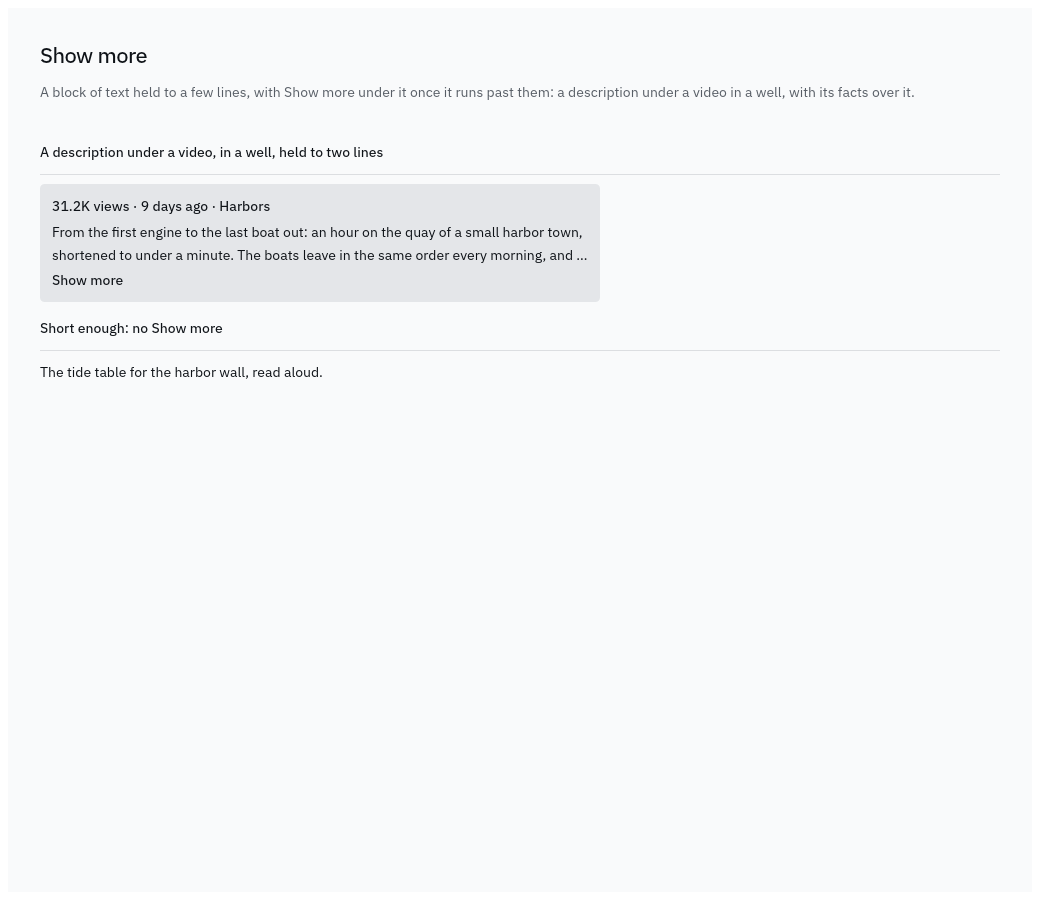 Show more
A block of text held to a few lines, with Show more under it once it runs past them: a description under a video in a well, with its facts over it.
A description under a video, in a well, held to two lines
31.2K views · 9 days ago · Harbors
From the first engine to the last boat out: an hour on the quay of a small harbor town,
shortened to under a minute. The boats leave in the same order every morning, and …
Show more
Short enough: no Show more
The tide table for the harbor wall, read aloud.